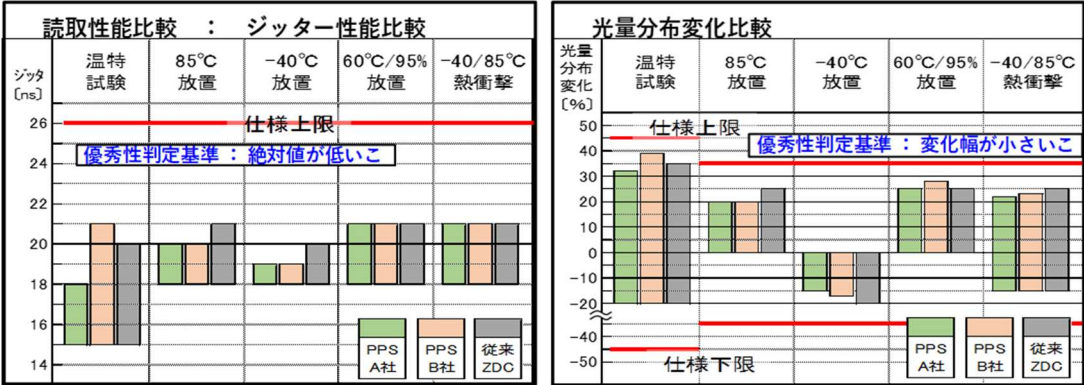 読取性能比較 ： ジッター性能比較
ジッタ
〔ns〕
温特
試験
85℃
放置
-40℃
放置
60℃/95%
放置
-40/85℃
熱衝撃
26
24
22
20
18
16
14
仕様上限
優秀性判定基準 ： 絶対値が低いこ
PPS
A社
PPS
B社
従来
ZDC
光量分布変化比較
光量
分布
変化
〔%〕
温特
試験
85℃
放置
-40℃
放置
60℃/95%
放置
-40/85℃
熱衝撃
50
40
30
20
10
0
-10
-20
-40
-50
仕様上限
優秀性判定基準 ： 変化幅が小さいこ
仕様下限
PPS
A社
PPS
B社
従来
ZDC